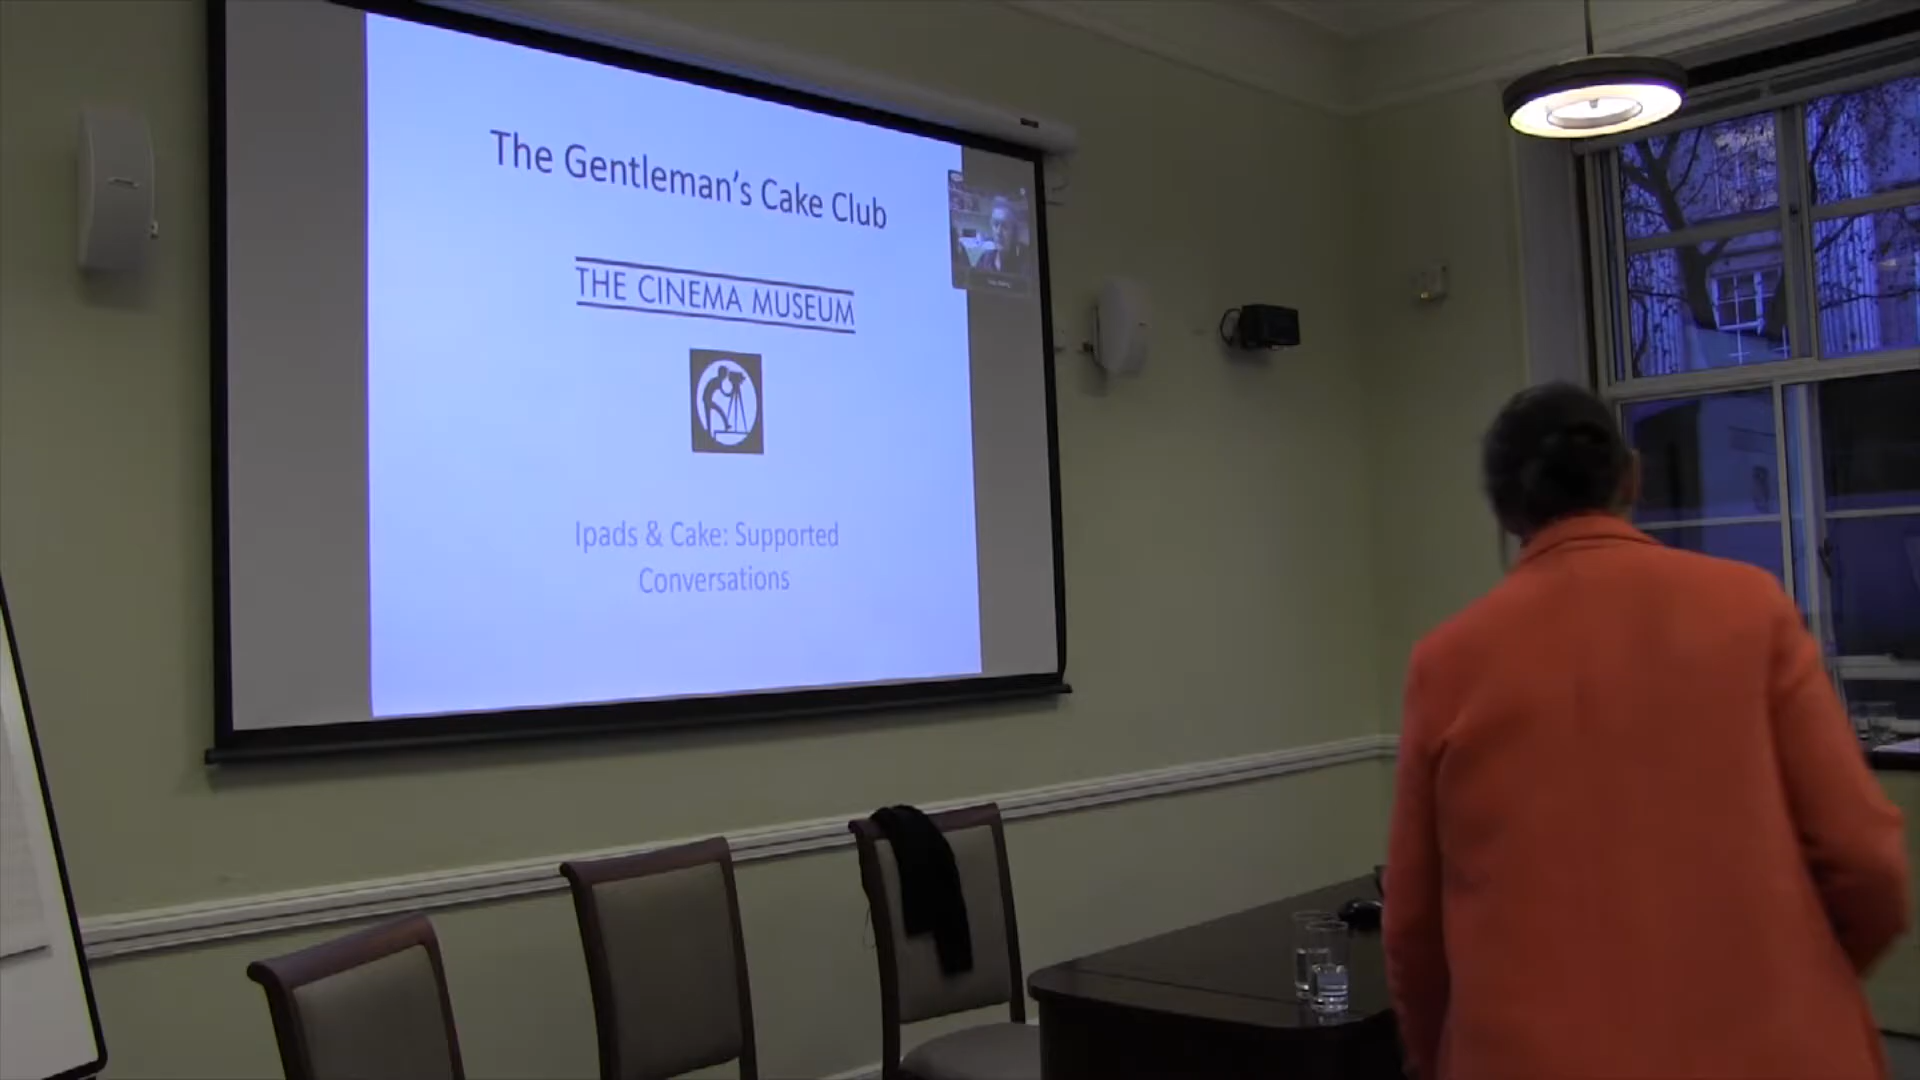 The Gentleman's Cake Club
THE CINEMA MUSEUM
Ipads & Cake: Supported
Conversations